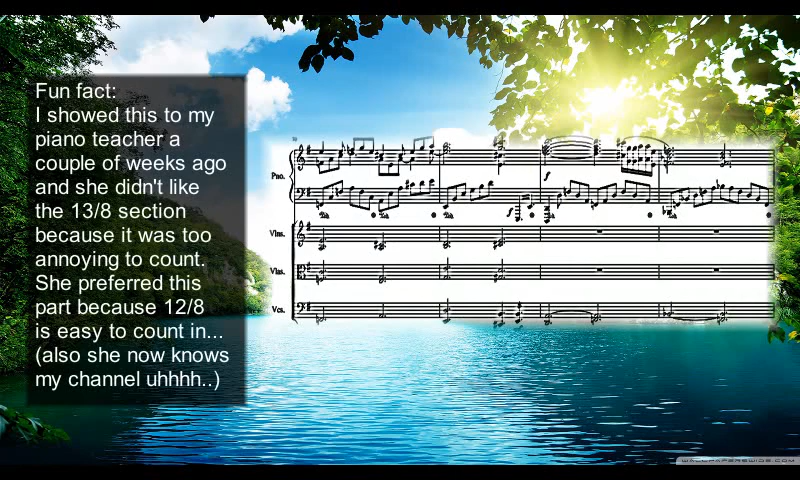 Fun fact:
I showed this to my
piano teacher a
couple of weeks ago
and she didn't like
the 13/8 section
because it was too
annoying to count.
She preferred this
part because 12/8
is easy to count in...
(also she now knows
my channel uhhhh..)
Pno.
f
f
Vlns.
Vlas.
Vcs.
WALLPAPERSWIDE.COM